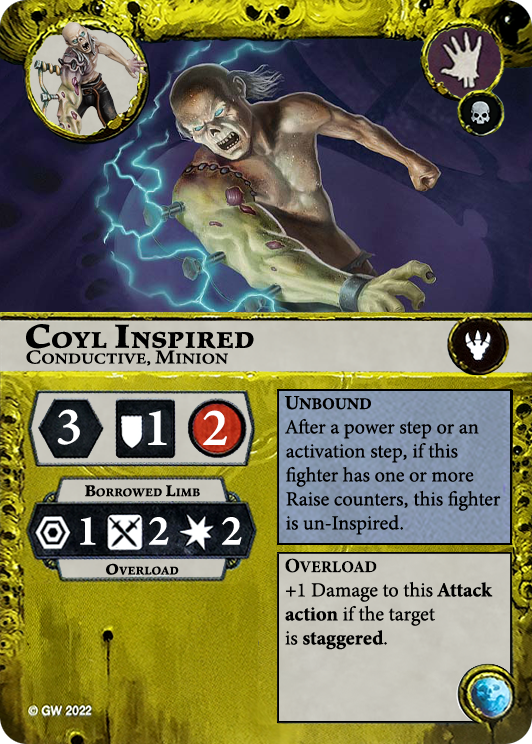 Coyl Inspired
Conductive, Minion
3 1 2
Borrowed Limb
1 2 2
Overload
Unbound
After a power step or an
activation step, if this
fighter has one or more
Raise counters, this fighter
is un-Inspired.
Overload
+1 Damage to this Attack
action if the target
is staggered.
© GW 2022